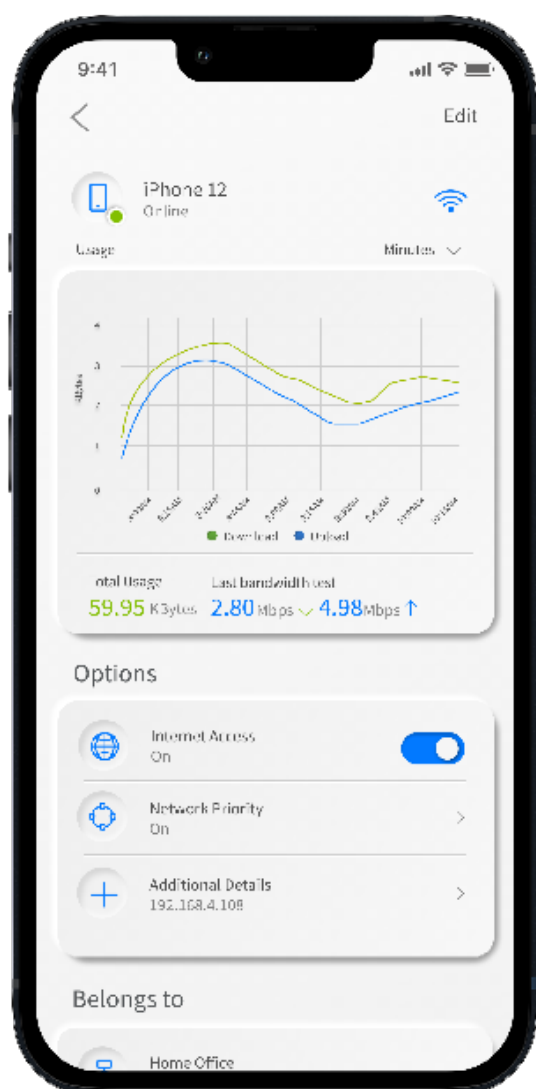 9:41
Edit
iPhone 12
Online
Usage
Minutes
4
3
2
1
0
Download
Upload
Total Usage
Last bandwidth test
59.95 KBytes
2.80 Mbps
4.98 Mbps
Options
Internet Access
On
Network Priority
On
Additional Details
192.168.4.108
Belongs to
Home Office